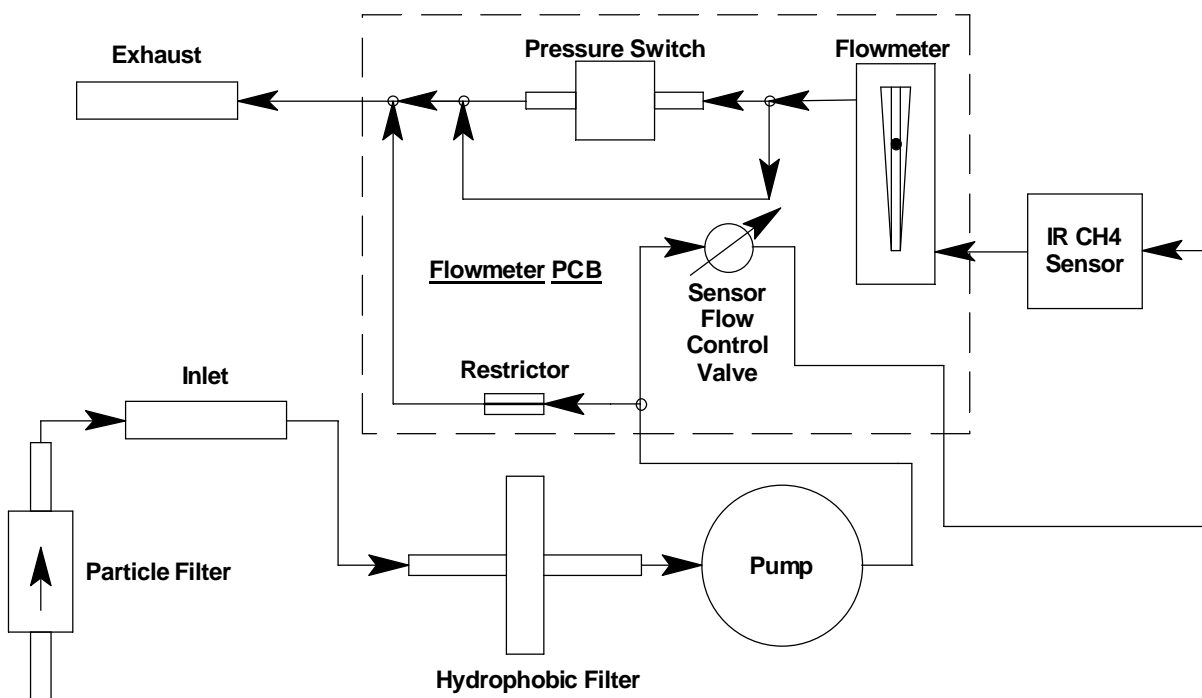 Exhaust
Pressure Switch
Flowmeter
IR CH4
Sensor
Flowmeter PCB
Sensor
Flow
Control
Valve
Restrictor
Inlet
Particle Filter
Pump
Hydrophobic Filter